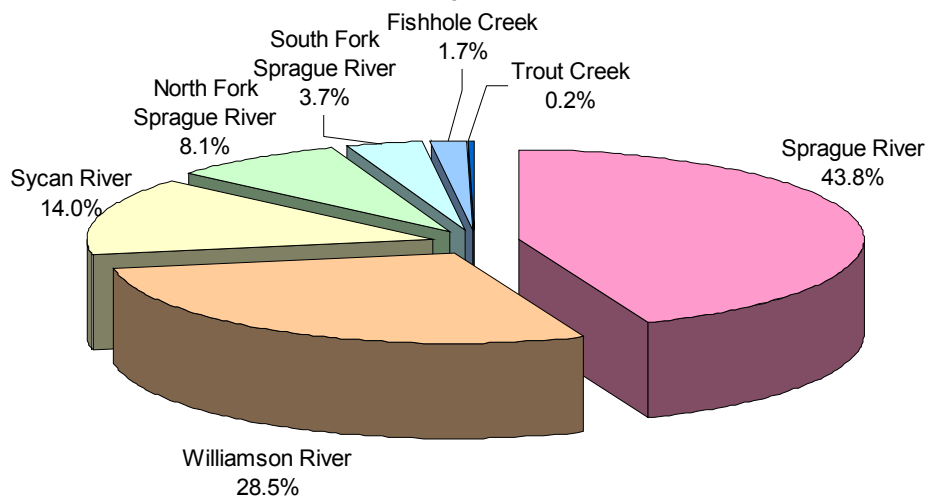 Fishhole Creek
1.7%
South Fork
Sprague River
3.7%
Trout Creek
0.2%
North Fork
Sprague River
8.1%
Sprague River
43.8%
Sycan River
14.0%
Williamson River
28.5%